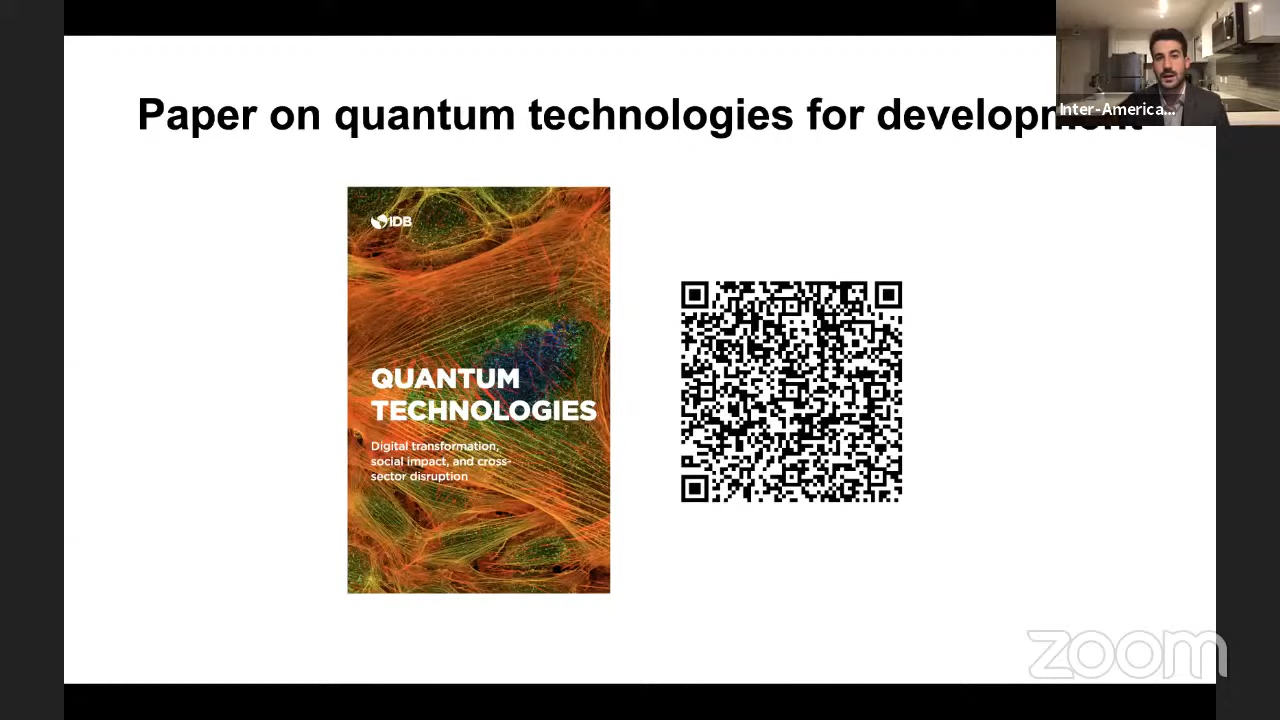 Paper on quantum technologies for development
Inter-America...
IDB
QUANTUM
TECHNOLOGIES
Digital transformation,
social impact, and cross-
sector disruption
zoom